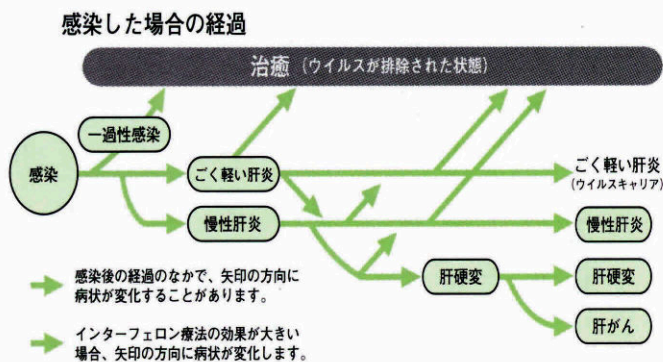 感染した場合の経過
治癒（ウイルスが排除された状態）
一過性感染
感染
ごく軽い肝炎
ごく軽い肝炎
（ウイルスキャリア）
慢性肝炎
慢性肝炎
肝硬変
肝硬変
肝がん
感染後の経過のなかで、矢印の方向に
病状が変化することがあります。
インターフェロン療法の効果が大きい
場合、矢印の方向に病状が変化します。